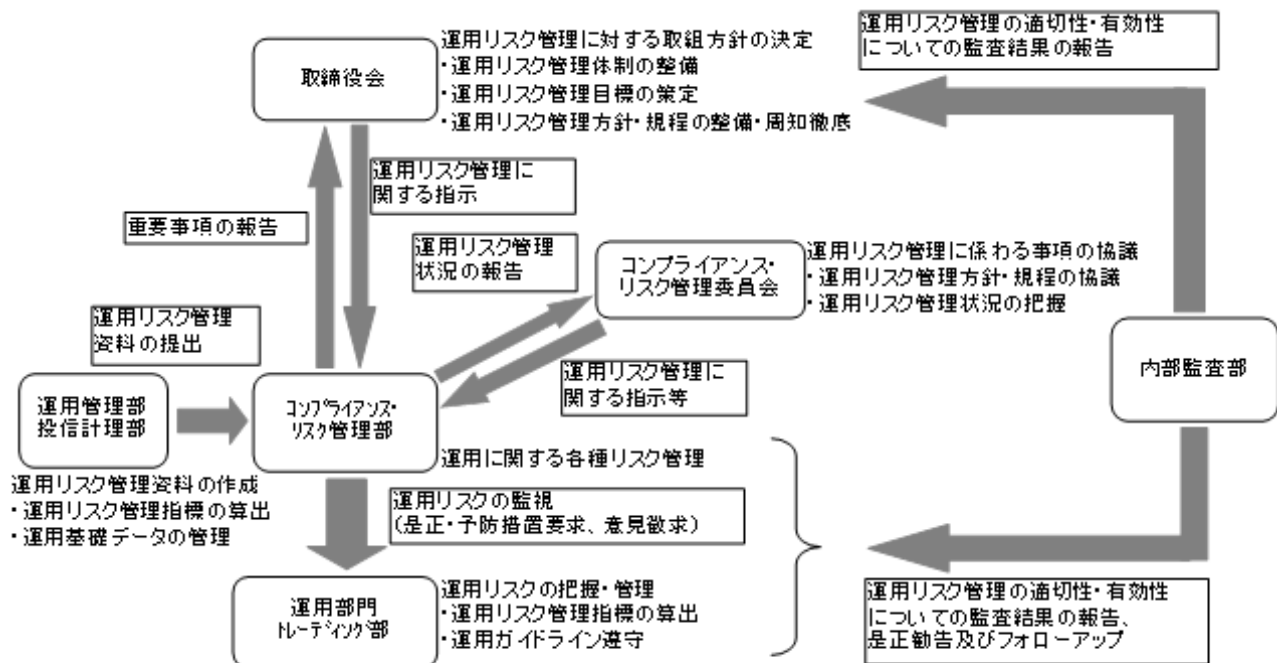 取締役会
運用リスク管理に対する取組方針の決定
・運用リスク管理体制の整備
・運用リスク管理目標の策定
・運用リスク管理方針・規程の整備・周知徹底
運用リスク管理の適切性・有効性
についての監査結果の報告
運用リスク管理に
関する指示
重要事項の報告
運用リスク管理
状況の報告
コンプライアンス・
リスク管理委員会
運用リスク管理に係わる事項の協議
・運用リスク管理方針・規程の協議
・運用リスク管理状況の把握
運用リスク管理
資料の提出
運用リスク管理に
関する指示等
内部監査部
運用管理部
投信計理部
コンプライアンス・
リスク管理部
運用に関する各種リスク管理
運用リスク管理資料の作成
・運用リスク管理指標の算出
・運用基礎データの管理
運用リスクの監視
(是正・予防措置要求、意見徴求)
運用部門
トレーディング部
運用リスクの把握・管理
・運用リスク管理指標の算出
・運用ガイドライン遵守
運用リスク管理の適切性・有効性
についての監査結果の報告、
是正勧告及びフォローアップ